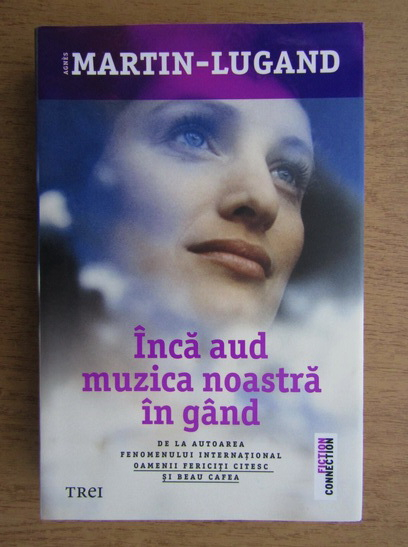 AGNÈS
MARTIN-LUGAND
Încă aud
muzica noastră
în gând
DE LA AUTOAREA
FENOMENULUI INTERNAȚIONAL
OAMENII FERICIȚI CITESC
ȘI BEAU CAFEA
TREI
FICTION
CONNECTION